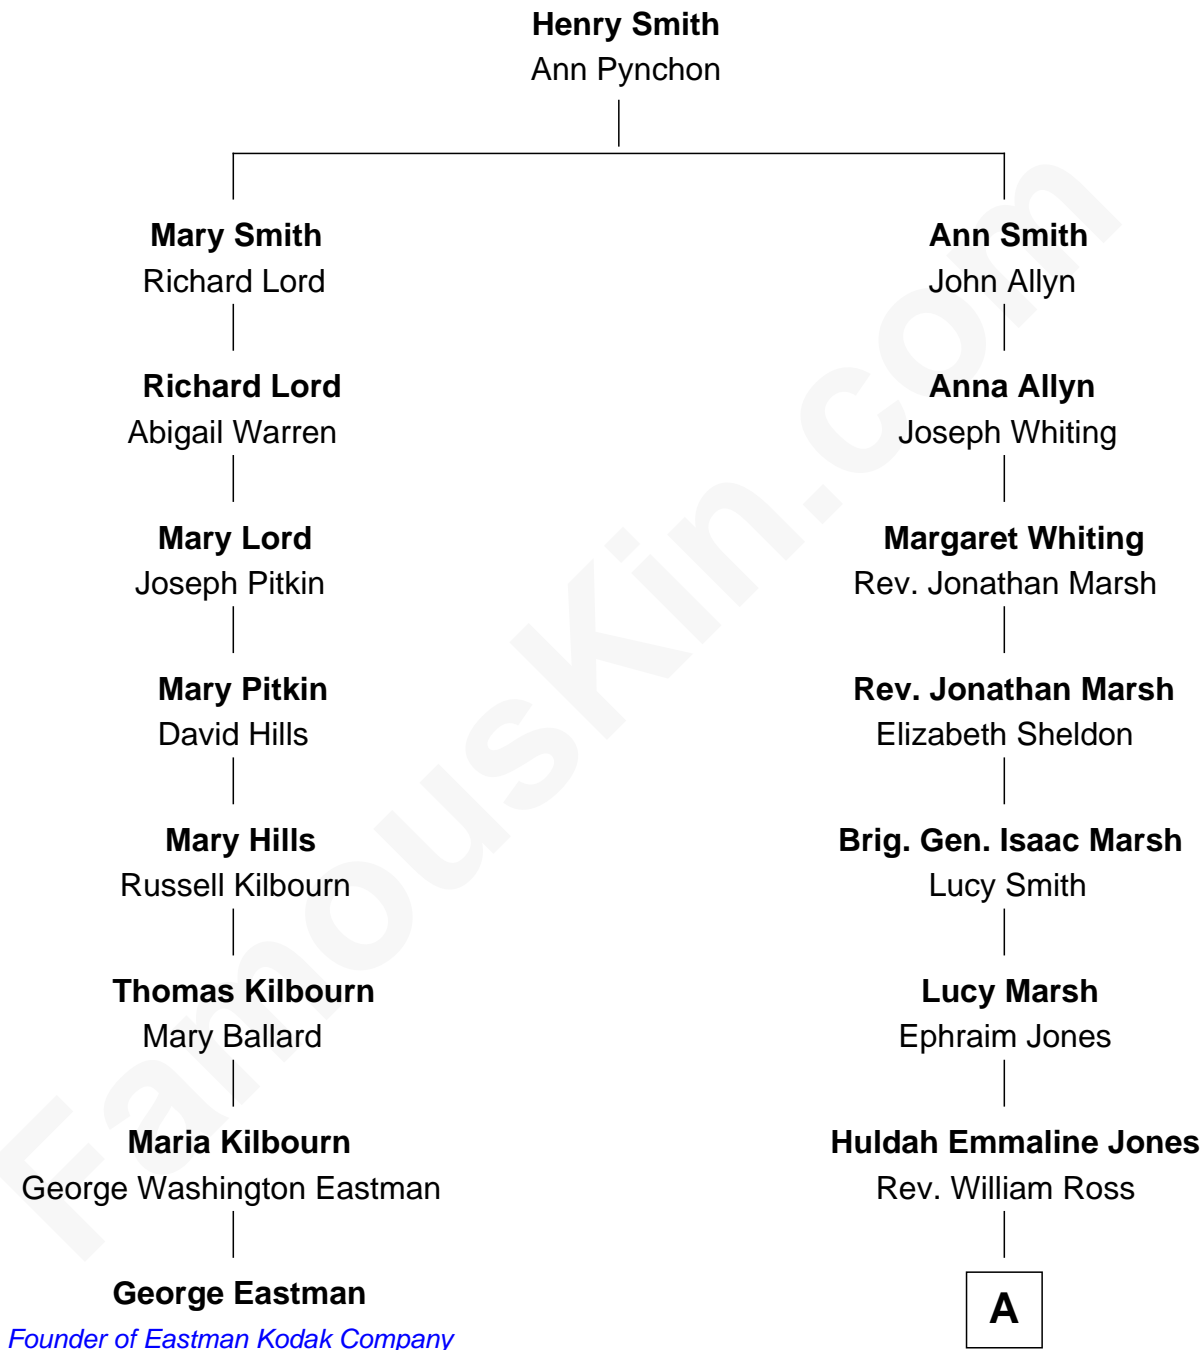 Henry Smith
Ann Pynchon
Mary Smith
Richard Lord
Richard Lord
Abigail Warren
Mary Lord
Joseph Pitkin
Mary Pitkin
David Hills
Mary Hills
Russell Kilbourn
Thomas Kilbourn
Mary Ballard
Maria Kilbourn
George Washington Eastman
George Eastman
Founder of Eastman Kodak Company
Ann Smith
John Allyn
Anna Allyn
Joseph Whiting
Margaret Whiting
Rev. Jonathan Marsh
Rev. Jonathan Marsh
Elizabeth Sheldon
Brig. Gen. Isaac Marsh
Lucy Smith
Lucy Marsh
Ephraim Jones
Huldah Emmaline Jones
Rev. William Ross
A
FamousKin.com